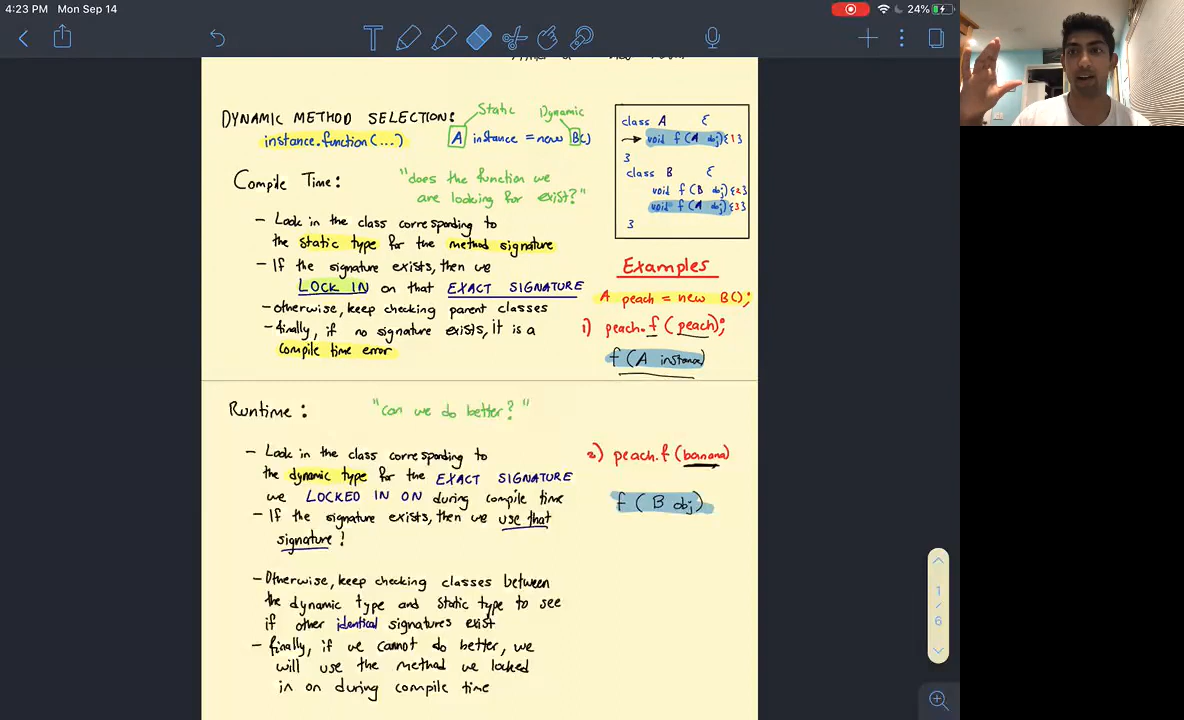 4:23 PM Mon Sep 14
24%
DYNAMIC METHOD SELECTION:
instance.function(...)
Static
Dynamic
A instance = new B()
class A {
void f (A obj) {1}
}
class B {
void f (B obj) {2}
void f (A obj) {3}
}
Compile Time:
"does the function we
are looking for exist?"
- Look in the class corresponding to
the static type for the method signature
- If the signature exists, then we
LOCK IN on that EXACT SIGNATURE
- otherwise, keep checking parent classes
- finally, if no signature exists, it is a
compile time error
Examples
A peach = new B();
1) peach.f(peach);
f(A instance)
Runtime:
"can we do better?"
- Look in the class corresponding to
the dynamic type for the EXACT SIGNATURE
we LOCKED IN ON during compile time
- If the signature exists, then we use that
signature!
- Otherwise, keep checking classes between
the dynamic type and static type to see
if other identical signatures exist
- finally, if we cannot do better, we
will use the method we locked
in on during compile time
2) peach.f(banana)
f(B obj)
1
/
6